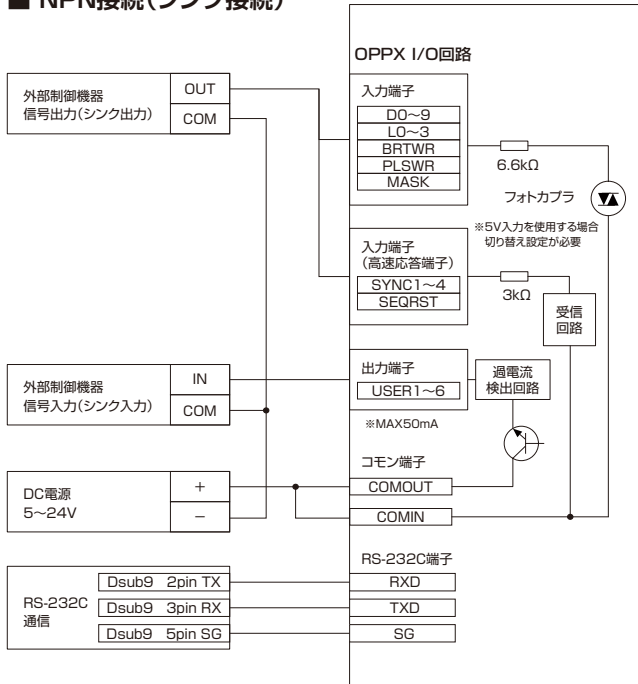 ■ NPN接続(シンク接続)
OPPX I/O回路
外部制御機器
信号出力(シンク出力)
OUT
COM
入力端子
D0～9
L0～3
BRTWR
PLSWR
MASK
6.6kΩ
フォトカプラ
※5V入力を使用する場合
切り替え設定が必要
入力端子
(高速応答端子)
SYNC1～4
SEQRST
3kΩ
受信
回路
外部制御機器
信号入力(シンク入力)
IN
COM
出力端子
USER1～6
※MAX50mA
過電流
検出回路
DC電源
5～24V
＋
－
コモン端子
COMOUT
COMIN
RS-232C
通信
Dsub9 2pin TX
Dsub9 3pin RX
Dsub9 5pin SG
RS-232C端子
RXD
TXD
SG